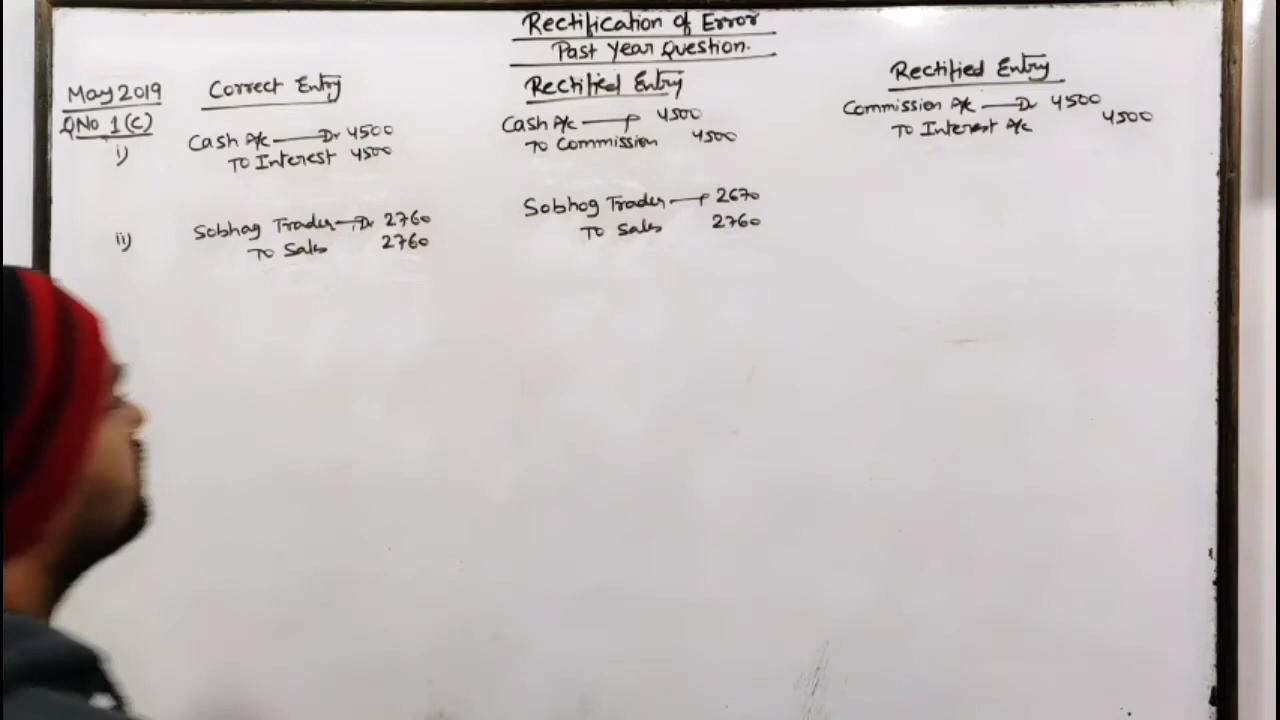 Rectification of Error
Past Year Question.
May 2019
QNo 1(C)
Correct Entry
Rectified Entry
Rectified Entry
i)
Cash A/c — Dr 4500
To Interest 4500
Cash A/c — 4500
To Commission 4500
Commission A/c — Dr 4500
To Interest A/c 4500
ii)
Sobhag Trader — Dr 2760
To Sales 2760
Sobhag Trader — 2670
To Sales 2760